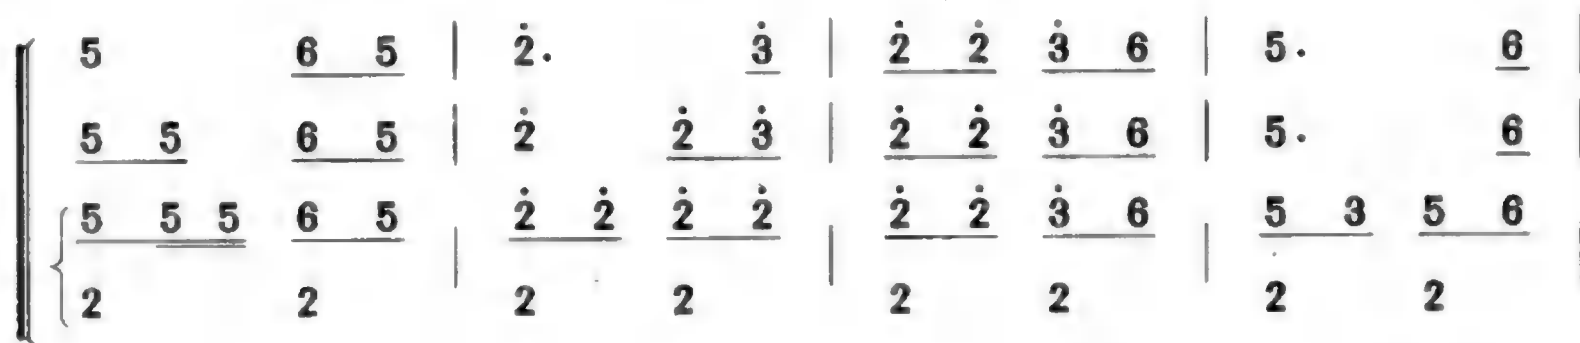 5 6 5 | 2̇. 3̇ | 2̇ 2̇ 3̇ 6 | 5. 6 |
5 5 6 5 | 2̇ 2̇ 3̇ | 2̇ 2̇ 3̇ 6 | 5. 6 |
5 5 5 6 5 | 2̇ 2̇ 2̇ 2̇ | 2̇ 2̇ 3̇ 6 | 5 3 5 6 |
2 2 | 2 2 | 2 2 | 2 2 |